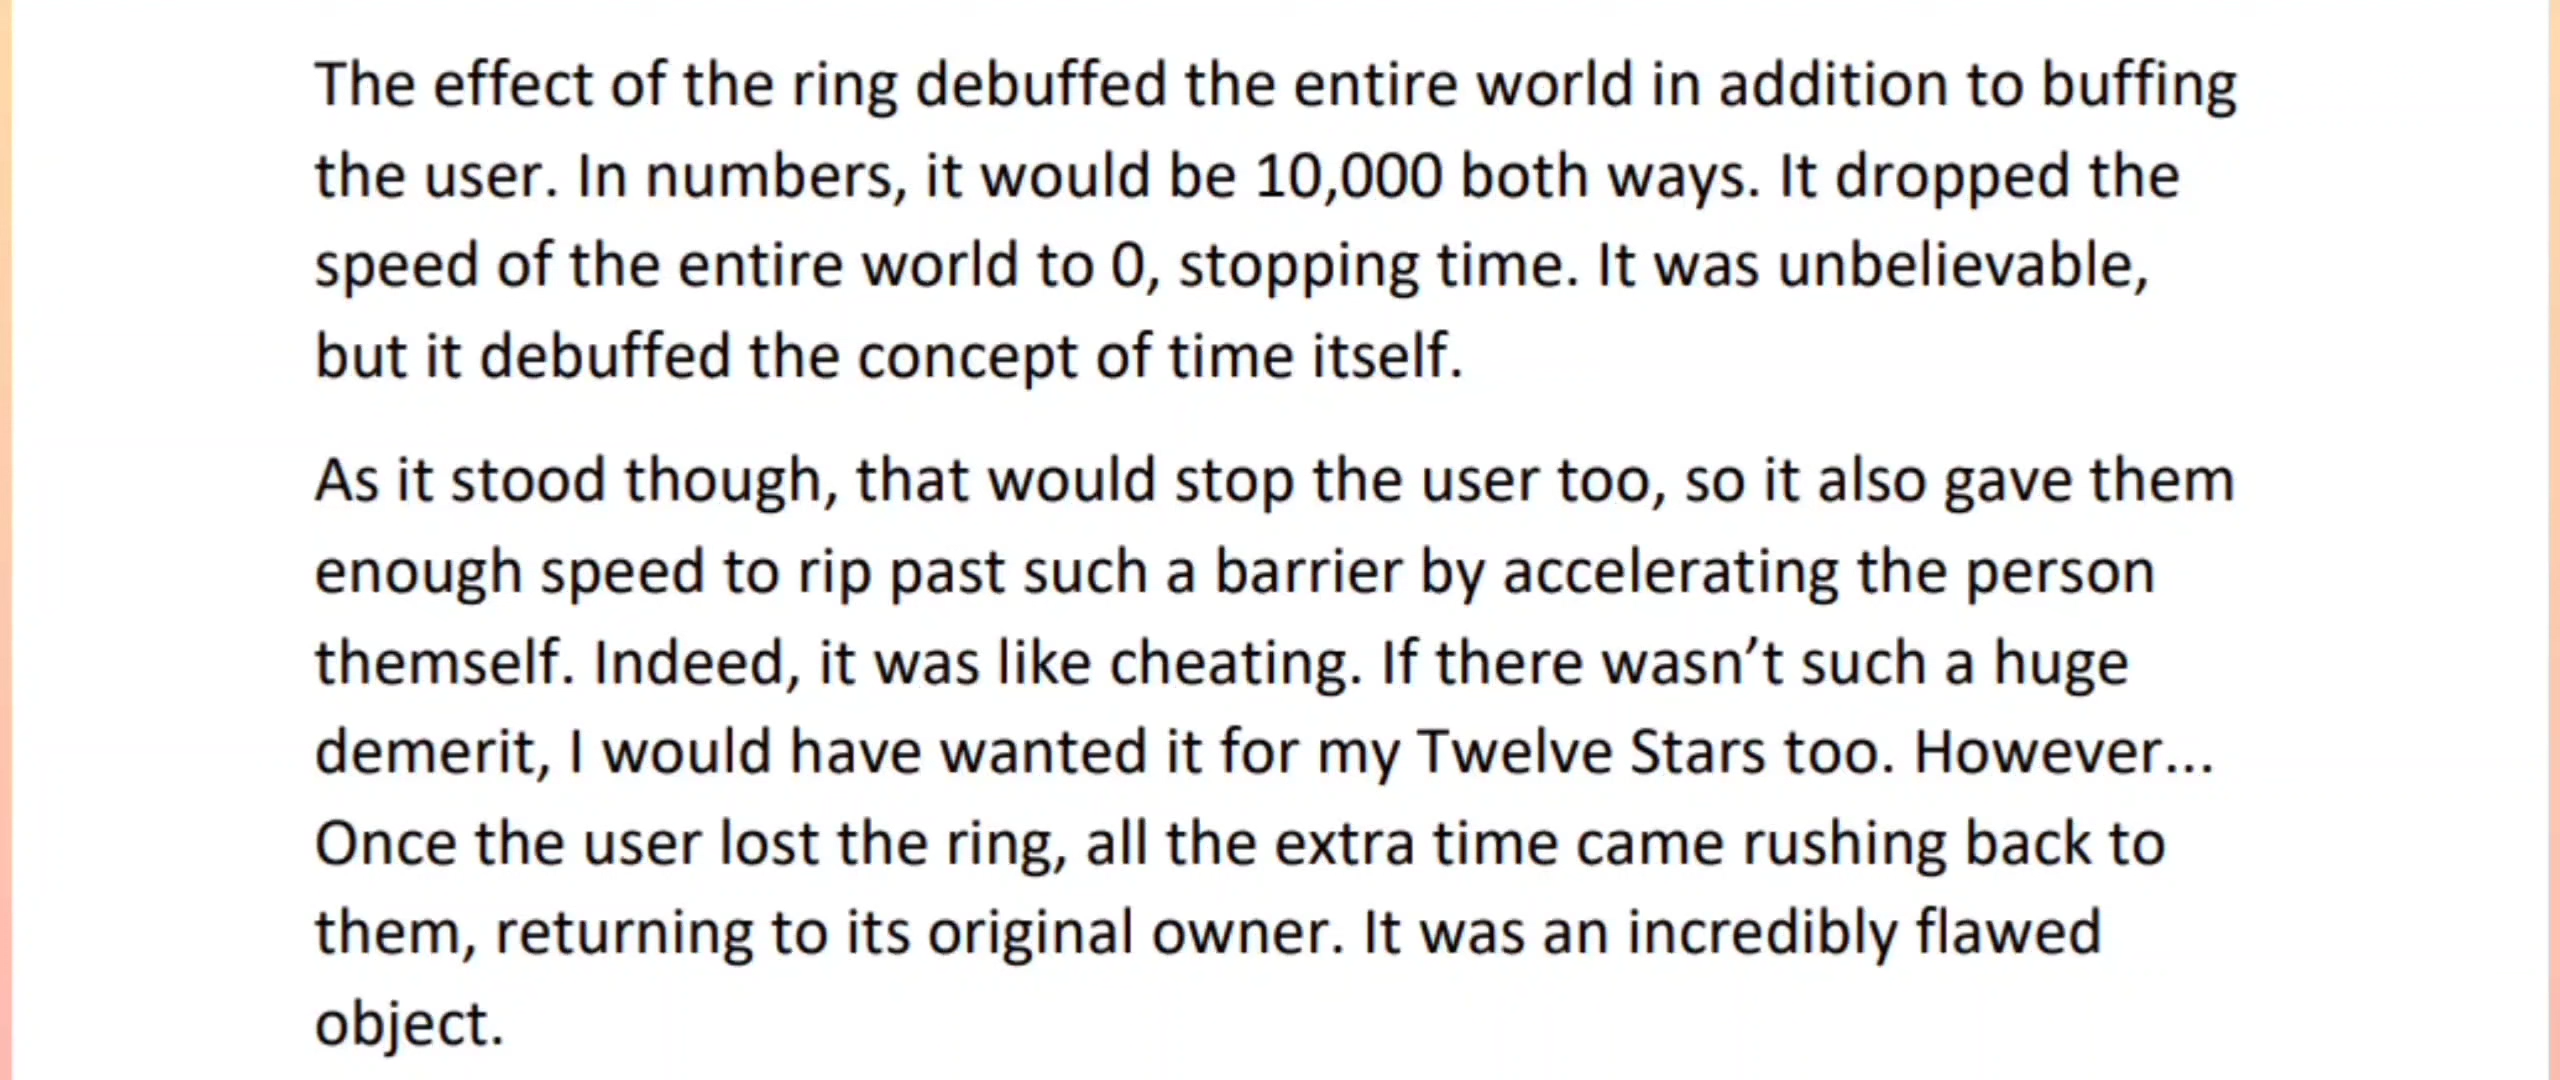 The effect of the ring debuffed the entire world in addition to buffing
the user. In numbers, it would be 10,000 both ways. It dropped the
speed of the entire world to 0, stopping time. It was unbelievable,
but it debuffed the concept of time itself.
As it stood though, that would stop the user too, so it also gave them
enough speed to rip past such a barrier by accelerating the person
themself. Indeed, it was like cheating. If there wasn’t such a huge
demerit, I would have wanted it for my Twelve Stars too. However...
Once the user lost the ring, all the extra time came rushing back to
them, returning to its original owner. It was an incredibly flawed
object.